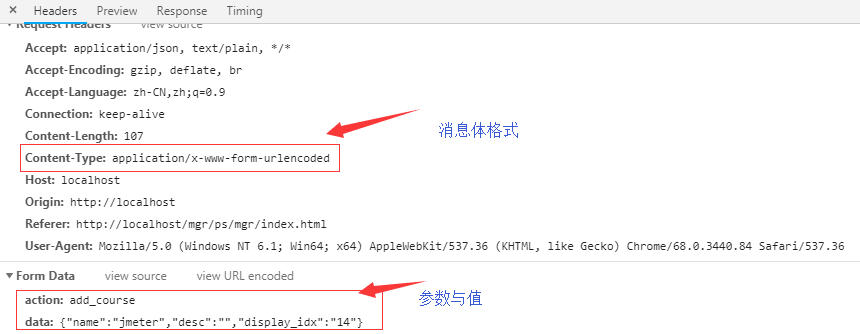 Headers Preview Response Timing
Request Headers view source
Accept: application/json, text/plain, */*
Accept-Encoding: gzip, deflate, br
Accept-Language: zh-CN,zh;q=0.9
Connection: keep-alive
Content-Length: 107
消息体格式
Content-Type: application/x-www-form-urlencoded
Host: localhost
Origin: http://localhost
Referer: http://localhost/mgr/ps/mgr/index.html
User-Agent: Mozilla/5.0 (Windows NT 6.1; Win64; x64) AppleWebKit/537.36 (KHTML, like Gecko) Chrome/68.0.3440.84 Safari/537.36
Form Data view source view URL encoded
action: add_course
参数与值
data: {"name":"jmeter","desc":"","display_idx":"14"}